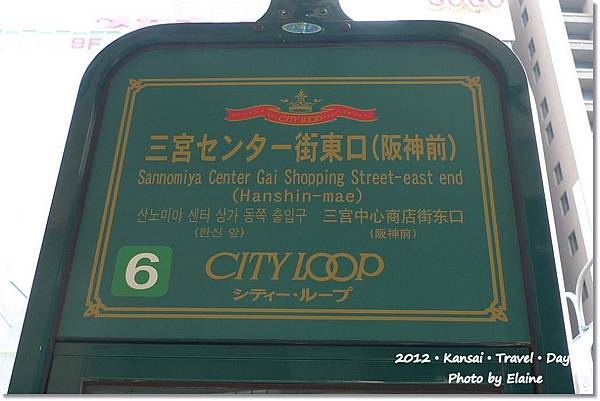 CITY LOOP
三宮センター街東口(阪神前)
Sannomiya Center Gai Shopping Street-east end
(Hanshin-mae)
산노미야 센터 상가 동쪽 출입구 三宮中心商店街东口
(한신 앞) (阪神前)
6 CITY LOOP
シティー・ループ
2012・Kansai・Travel・Day
Photo by Elaine